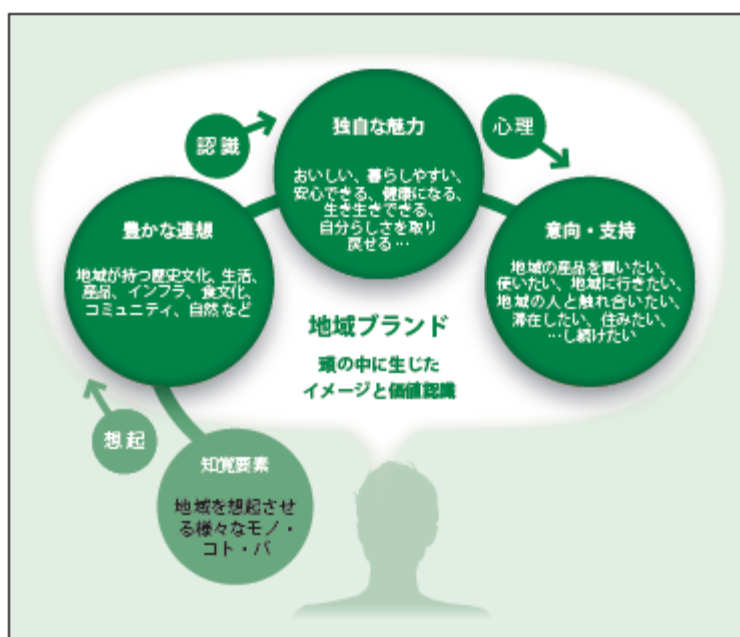 認識
独自な魅力
おいしい、暮らしやすい、
安心できる、健康になる、
生き生きできる、
自分らしさを取り
戻せる…
心理
豊かな連想
地域が持つ歴史文化、生活、
産品、インフラ、食文化、
コミュニティ、自然など
意向・支持
地域の産品を買いたい、
使いたい、地域に行きたい、
地域の人と触れ合いたい、
滞在したい、住みたい、
…し続けたい
地域ブランド
頭の中に生じた
イメージと価値認識
想起
知覚要素
地域を想起させ
る様々なモノ・
コト・バ